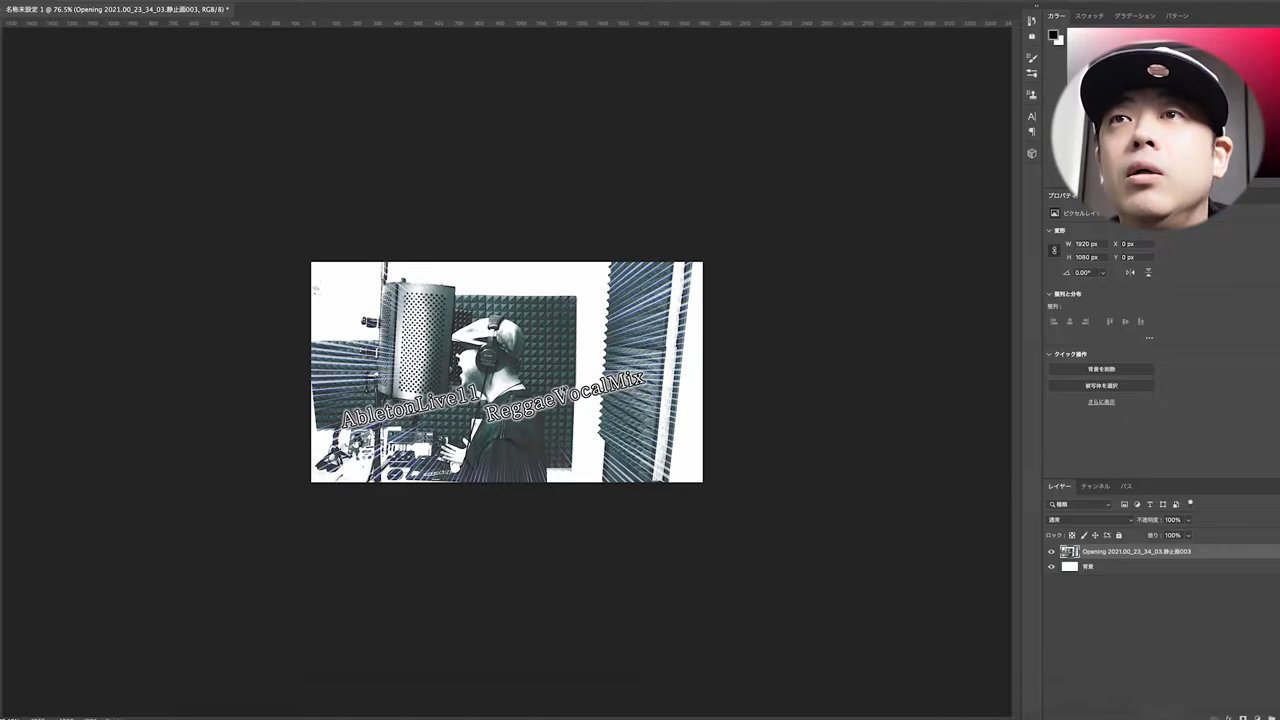 名称未設定 1 @ 76.5% (Opening 2021.00_23_34_03.静止画003, RGB/8) *
カラー スウォッチ グラデーション パターン
AbletonLive11 ReggaeVocalMix
プロパティ
ピクセルレイ
変形
W 1920 px X 0 px
H 1080 px Y 0 px
0.00°
整列と分布
整列:
クイック操作
背景を削除
被写体を選択
さらに表示
レイヤー チャンネル パス
種類
通常 不透明度: 100%
ロック: 塗り: 100%
Opening 2021.00_23_34_03.静止画003
背景